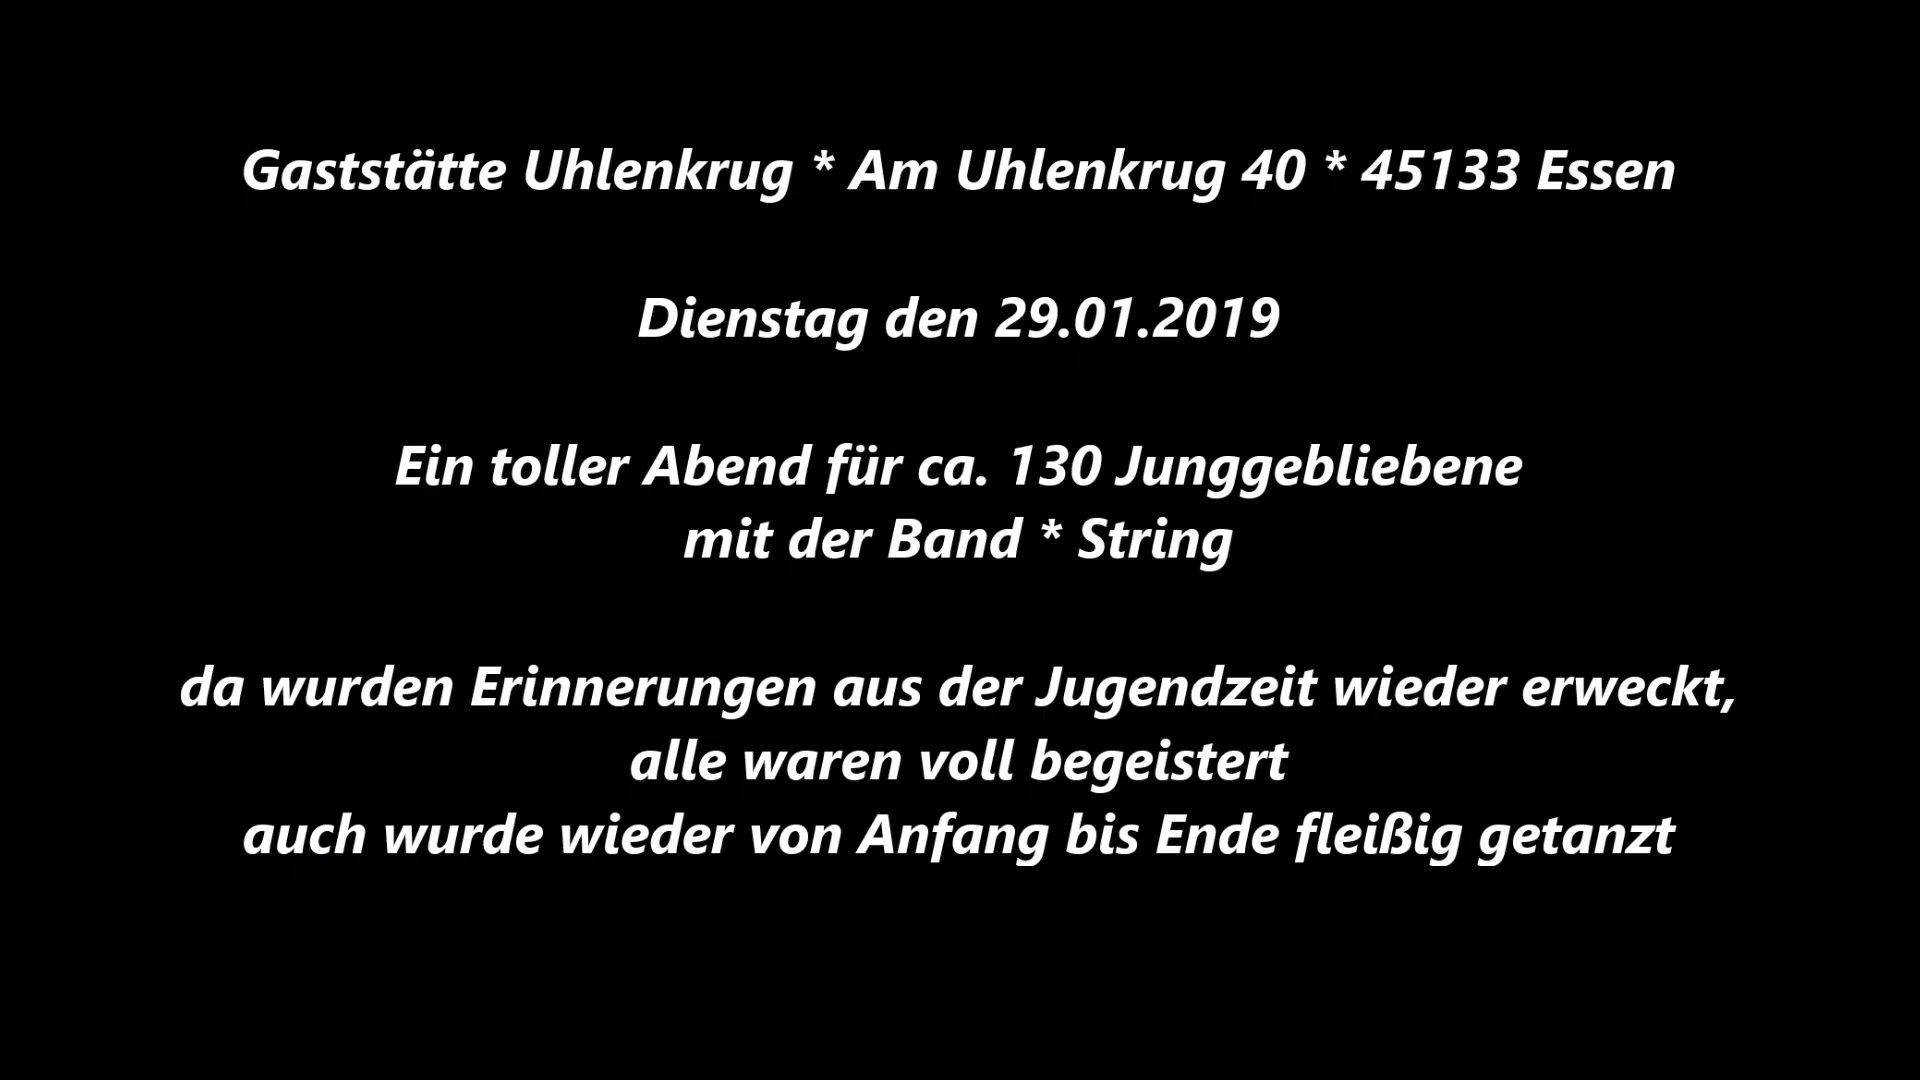 Gaststätte Uhlenkrug * Am Uhlenkrug 40 * 45133 Essen
Dienstag den 29.01.2019
Ein toller Abend für ca. 130 Junggebliebene
mit der Band * String
da wurden Erinnerungen aus der Jugendzeit wieder erweckt,
alle waren voll begeistert
auch wurde wieder von Anfang bis Ende fleißig getanzt